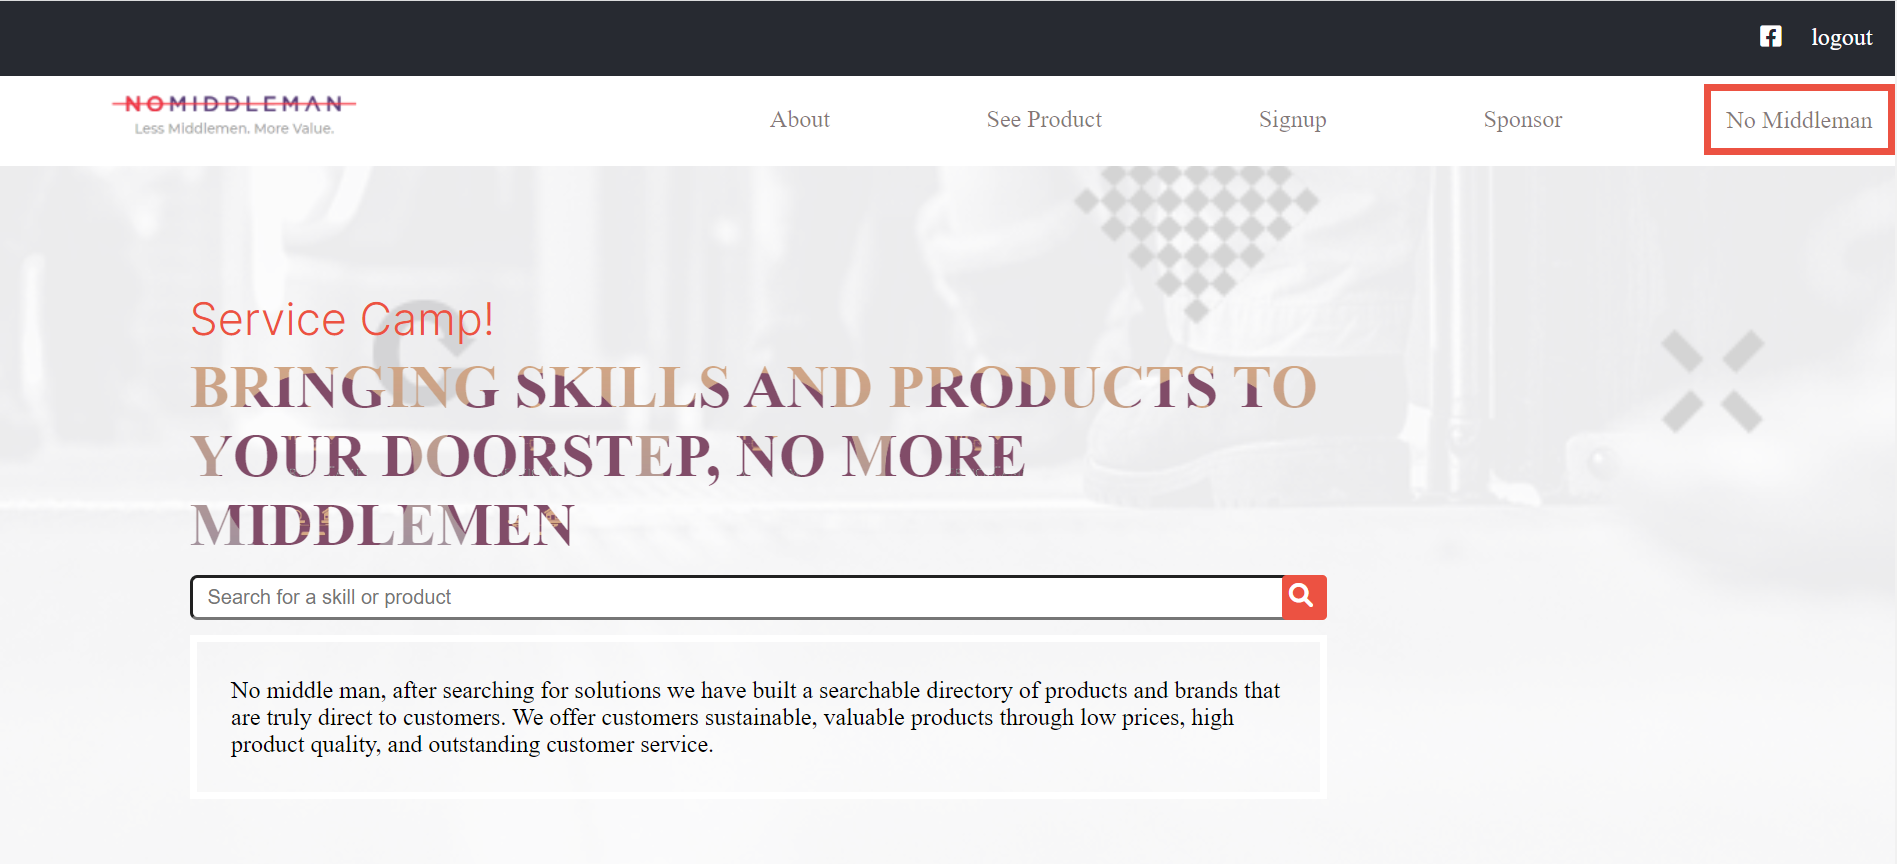 logout
NOMIDDLEMAN
Less Middlemen. More Value.
About
See Product
Signup
Sponsor
No Middleman
Service Camp!
BRINGING SKILLS AND PRODUCTS TO
YOUR DOORSTEP, NO MORE
MIDDLEMEN
Search for a skill or product
No middle man, after searching for solutions we have built a searchable directory of products and brands that
are truly direct to customers. We offer customers sustainable, valuable products through low prices, high
product quality, and outstanding customer service.